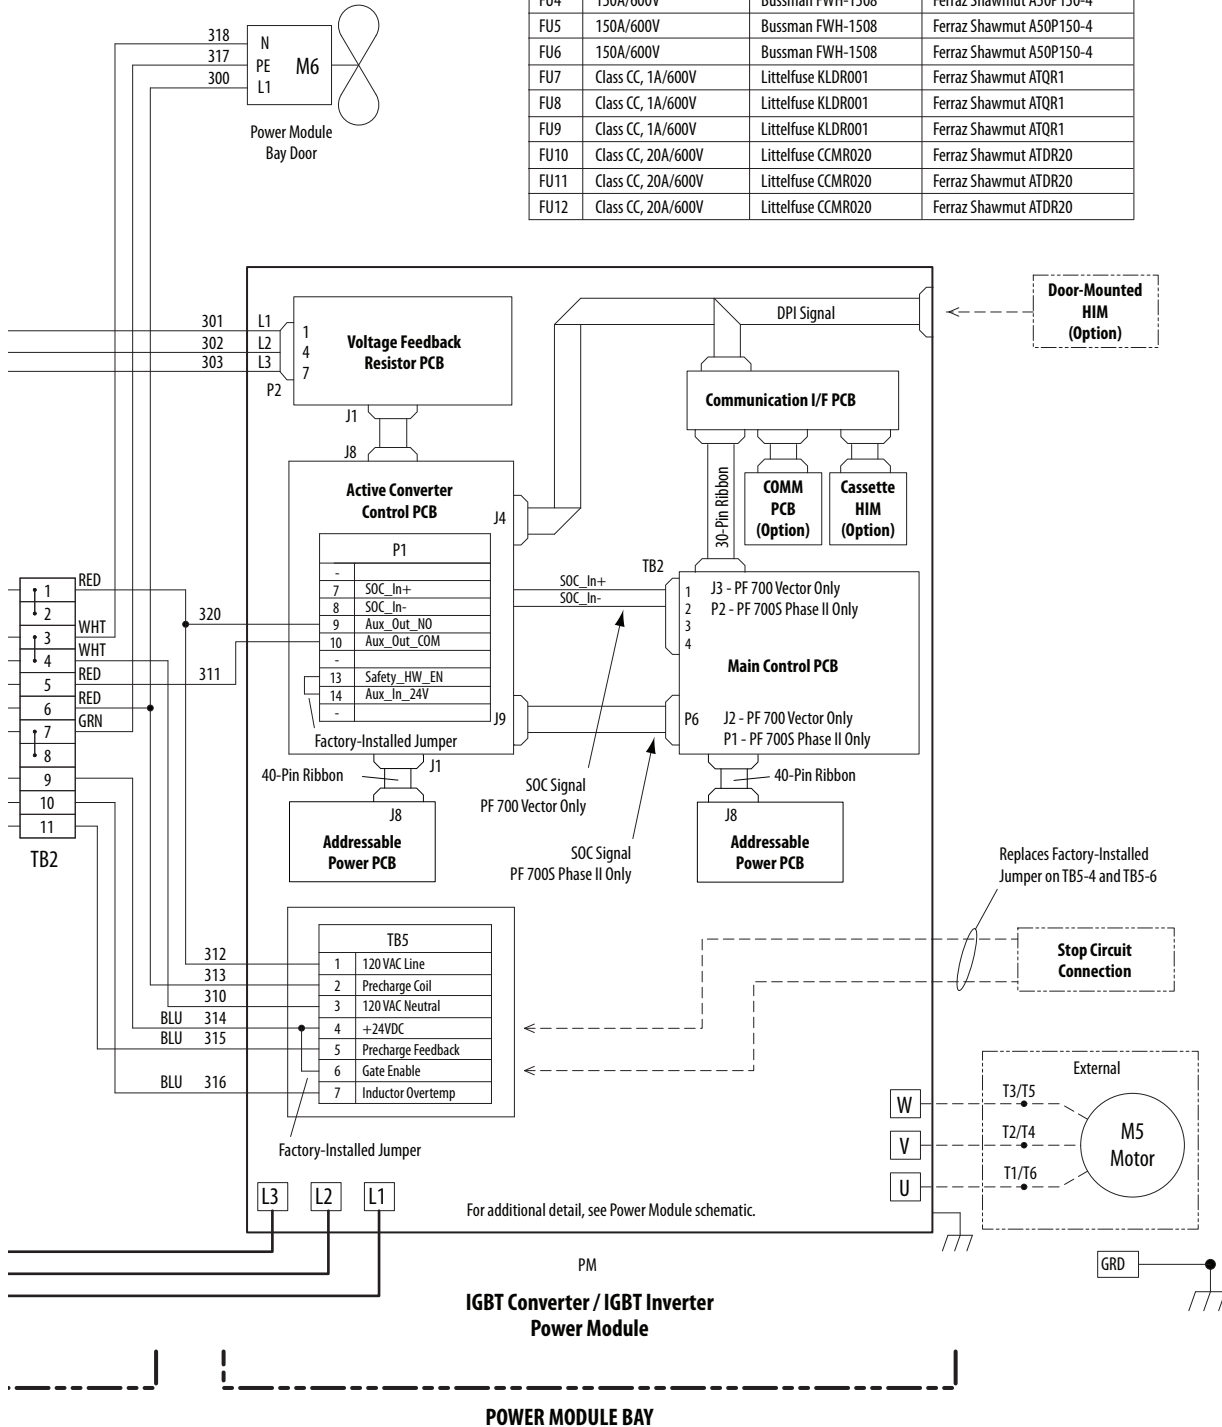 FU4 150A/600V Bussman FWH-1508 Ferraz Shawmut A50P150-4
FU5 150A/600V Bussman FWH-1508 Ferraz Shawmut A50P150-4
FU6 150A/600V Bussman FWH-1508 Ferraz Shawmut A50P150-4
FU7 Class CC, 1A/600V Littelfuse KLDR001 Ferraz Shawmut ATQR1
FU8 Class CC, 1A/600V Littelfuse KLDR001 Ferraz Shawmut ATQR1
FU9 Class CC, 1A/600V Littelfuse KLDR001 Ferraz Shawmut ATQR1
FU10 Class CC, 20A/600V Littelfuse CCMR020 Ferraz Shawmut ATDR20
FU11 Class CC, 20A/600V Littelfuse CCMR020 Ferraz Shawmut ATDR20
FU12 Class CC, 20A/600V Littelfuse CCMR020 Ferraz Shawmut ATDR20
318 N
317 PE M6
300 L1
Power Module
Bay Door
301 L1 1
302 L2 4
303 L3 7
P2
Voltage Feedback
Resistor PCB
J1
J8
DPI Signal
Door-Mounted
HIM
(Option)
Communication I/F PCB
30-Pin Ribbon
COMM
PCB
(Option)
Cassette
HIM
(Option)
Active Converter
Control PCB
J4
P1
-
7 SOC_In+
8 SOC_In-
9 Aux_Out_NO
10 Aux_Out_COM
-
13 Safety_HW_EN
14 Aux_In_24V
-
J9
Factory-Installed Jumper
J1
SOC_In+
SOC_In-
TB2
1
2
3
4
J3 - PF 700 Vector Only
P2 - PF 700S Phase II Only
Main Control PCB
P6
J2 - PF 700 Vector Only
P1 - PF 700S Phase II Only
1 RED
2
3 WHT
4 WHT
5 RED
6 RED
7 GRN
8
9
10
11
TB2
320
311
40-Pin Ribbon
J8
Addressable
Power PCB
SOC Signal
PF 700 Vector Only
SOC Signal
PF 700S Phase II Only
40-Pin Ribbon
J8
Addressable
Power PCB
Replaces Factory-Installed
Jumper on TB5-4 and TB5-6
Stop Circuit
Connection
TB5
312 1 120 VAC Line
313 2 Precharge Coil
310 3 120 VAC Neutral
BLU 314 4 +24VDC
BLU 315 5 Precharge Feedback
6 Gate Enable
BLU 316 7 Inductor Overtemp
Factory-Installed Jumper
External
W T3/T5
V T2/T4
U T1/T6
M5
Motor
L3 L2 L1
For additional detail, see Power Module schematic.
GRD
PM
IGBT Converter / IGBT Inverter
Power Module
POWER MODULE BAY